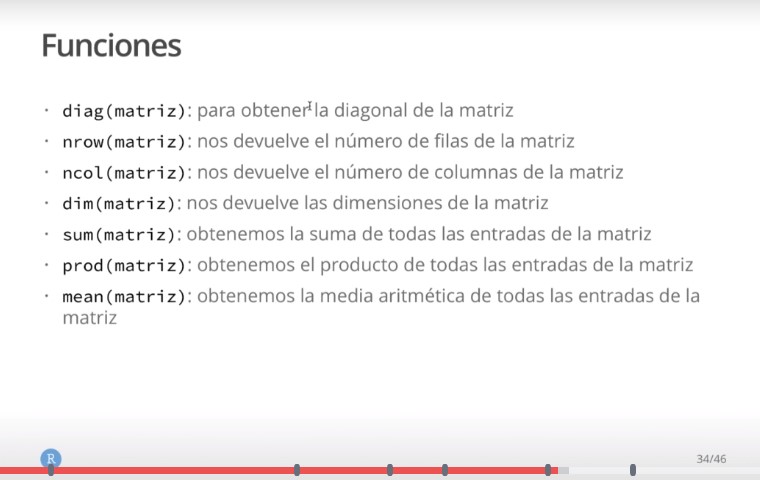 Funciones
· diag(matriz): para obtener la diagonal de la matriz
· nrow(matriz): nos devuelve el número de filas de la matriz
· ncol(matriz): nos devuelve el número de columnas de la matriz
· dim(matriz): nos devuelve las dimensiones de la matriz
· sum(matriz): obtenemos la suma de todas las entradas de la matriz
· prod(matriz): obtenemos el producto de todas las entradas de la matriz
· mean(matriz): obtenemos la media aritmética de todas las entradas de la
matriz
R
34/46